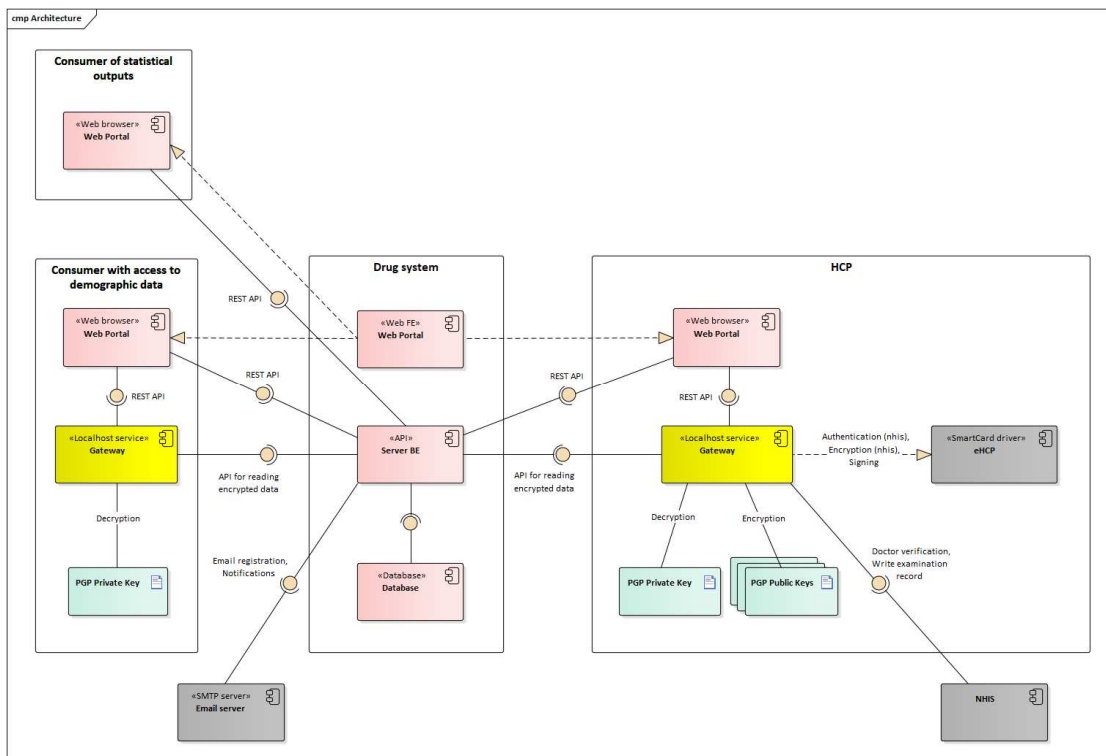 cmp Architecture
Consumer of statistical
outputs
«Web browser»
Web Portal
REST API
Consumer with access to
demographic data
«Web browser»
Web Portal
REST API
REST API
«Localhost service»
Gateway
API for reading
encrypted data
Decryption
PGP Private Key
Drug system
«Web FE»
Web Portal
«API»
Server BE
Email registration,
Notifications
«Database»
Database
«SMTP server»
Email server
HCP
«Web browser»
Web Portal
REST API
REST API
API for reading
encrypted data
«Localhost service»
Gateway
Authentication (nhis),
Encryption (nhis),
Signing
«SmartCard driver»
eHCP
Decryption
Encryption
PGP Private Key
PGP Public Keys
Doctor verification,
Write examination
record
NHIS